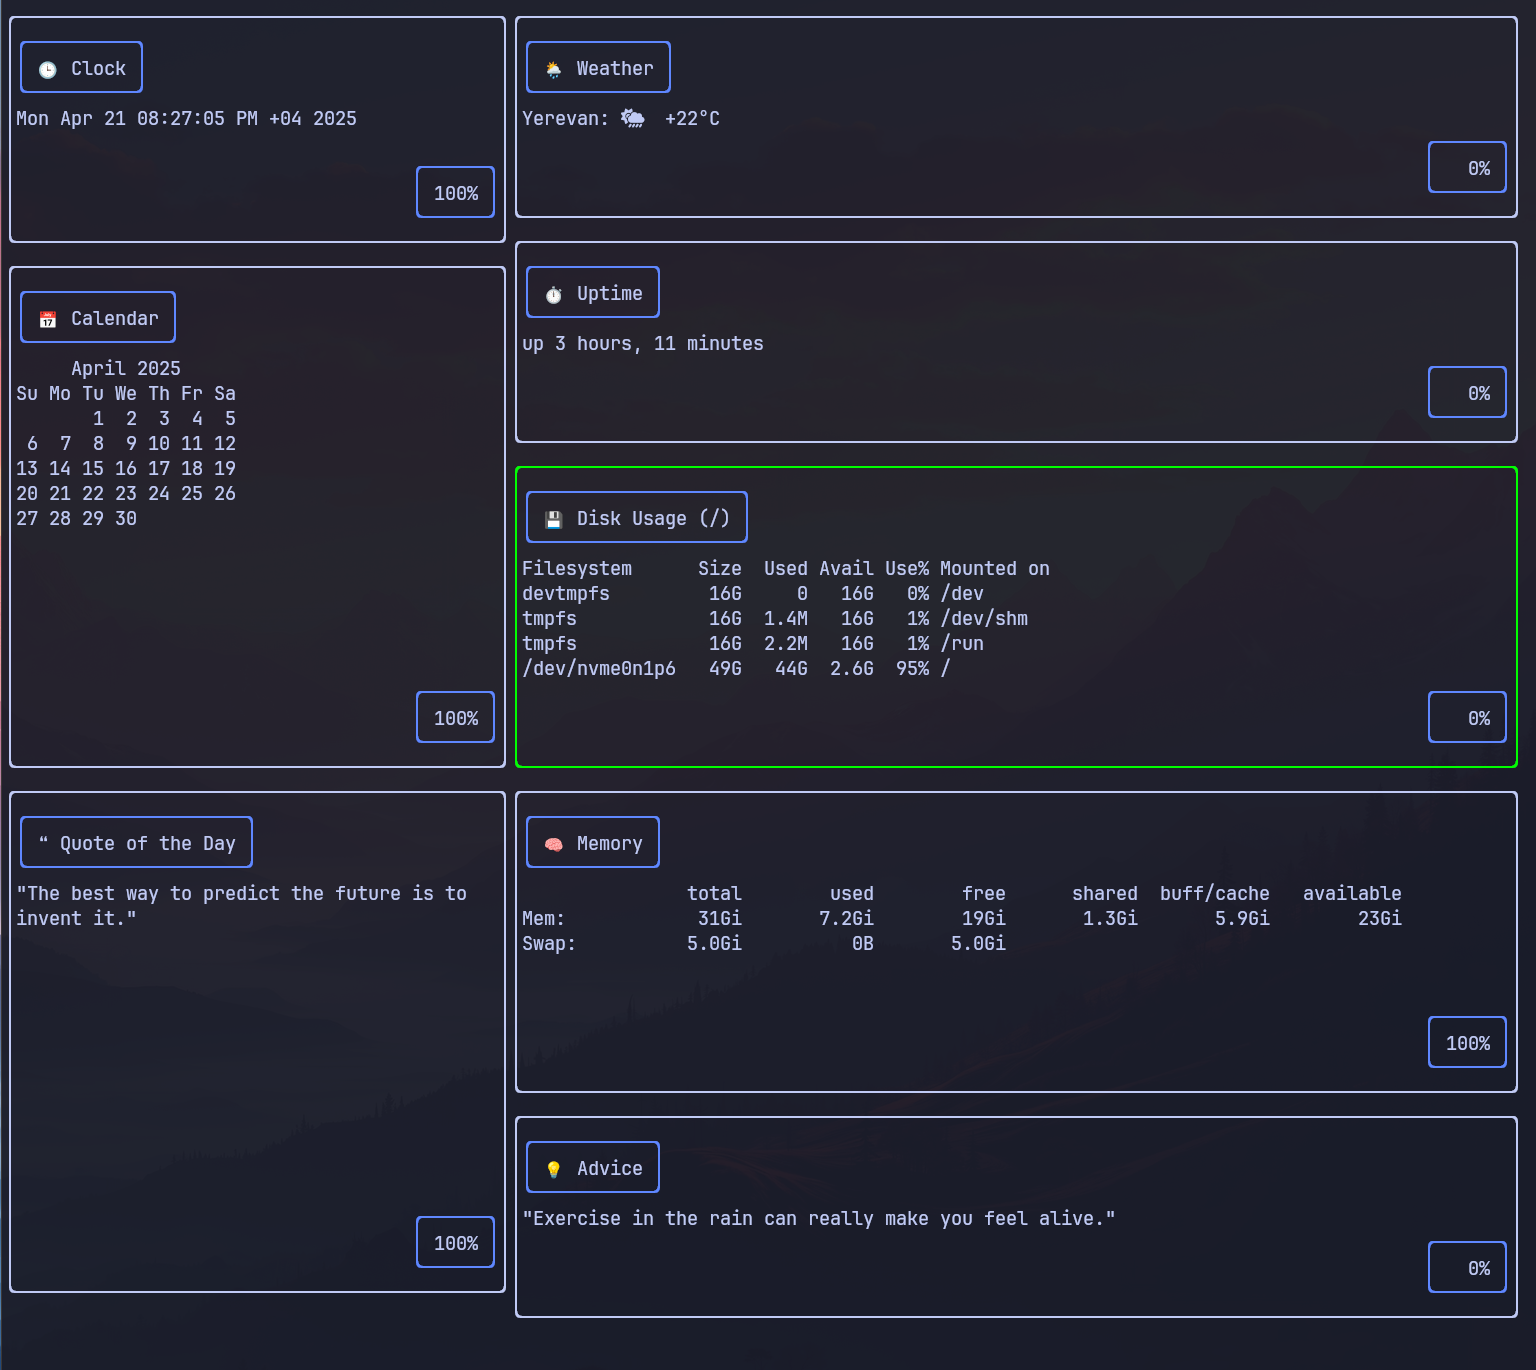 🕒 Clock
Mon Apr 21 08:27:05 PM +04 2025
100%
📅 Calendar
April 2025
Su Mo Tu We Th Fr Sa
1 2 3 4 5
6 7 8 9 10 11 12
13 14 15 16 17 18 19
20 21 22 23 24 25 26
27 28 29 30
100%
❝ Quote of the Day
"The best way to predict the future is to
invent it."
100%
🌦 Weather
Yerevan: 🌦 +22°C
0%
⏱ Uptime
up 3 hours, 11 minutes
0%
💾 Disk Usage (/)
Filesystem Size Used Avail Use% Mounted on
devtmpfs 16G 0 16G 0% /dev
tmpfs 16G 1.4M 16G 1% /dev/shm
tmpfs 16G 2.2M 16G 1% /run
/dev/nvme0n1p6 49G 44G 2.6G 95% /
0%
🧠 Memory
total used free shared buff/cache available
Mem: 31Gi 7.2Gi 19Gi 1.3Gi 5.9Gi 23Gi
Swap: 5.0Gi 0B 5.0Gi
100%
💡 Advice
"Exercise in the rain can really make you feel alive."
0%